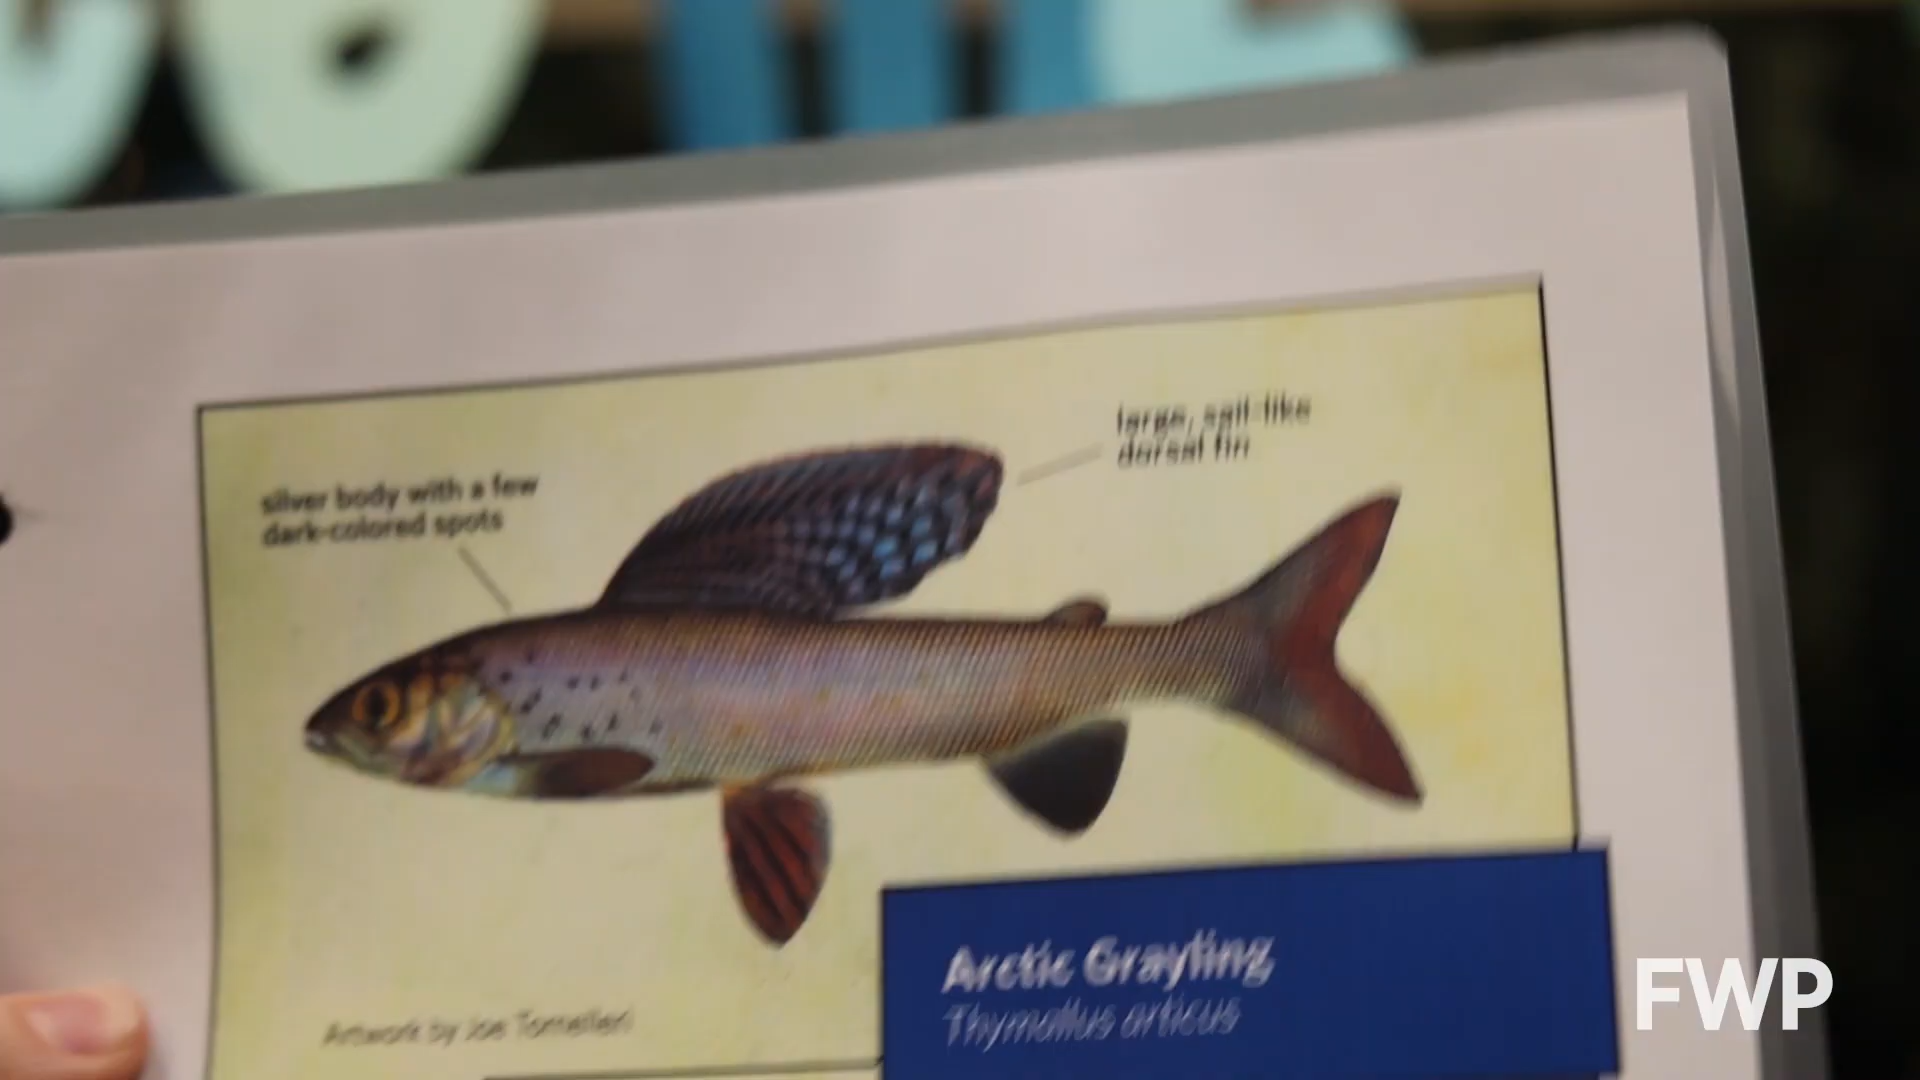 large, sail-like
dorsal fin
silver body with a few
dark-colored spots
Arctic Grayling
Thymallus articus
Artwork by Joe Tomelleri
FWP